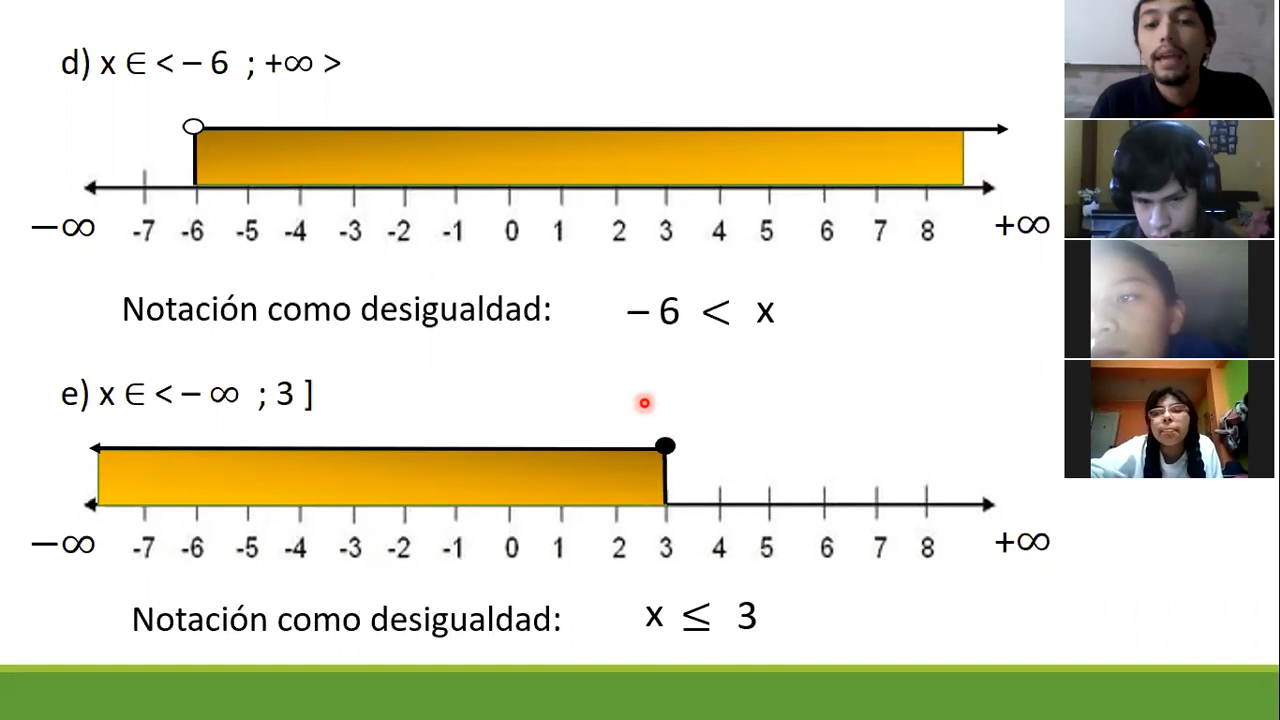 d) x ∈ < – 6 ; +∞ >
–∞ -7 -6 -5 -4 -3 -2 -1 0 1 2 3 4 5 6 7 8 +∞
Notación como desigualdad: – 6 < x
e) x ∈ < – ∞ ; 3 ]
–∞ -7 -6 -5 -4 -3 -2 -1 0 1 2 3 4 5 6 7 8 +∞
Notación como desigualdad: x ≤ 3